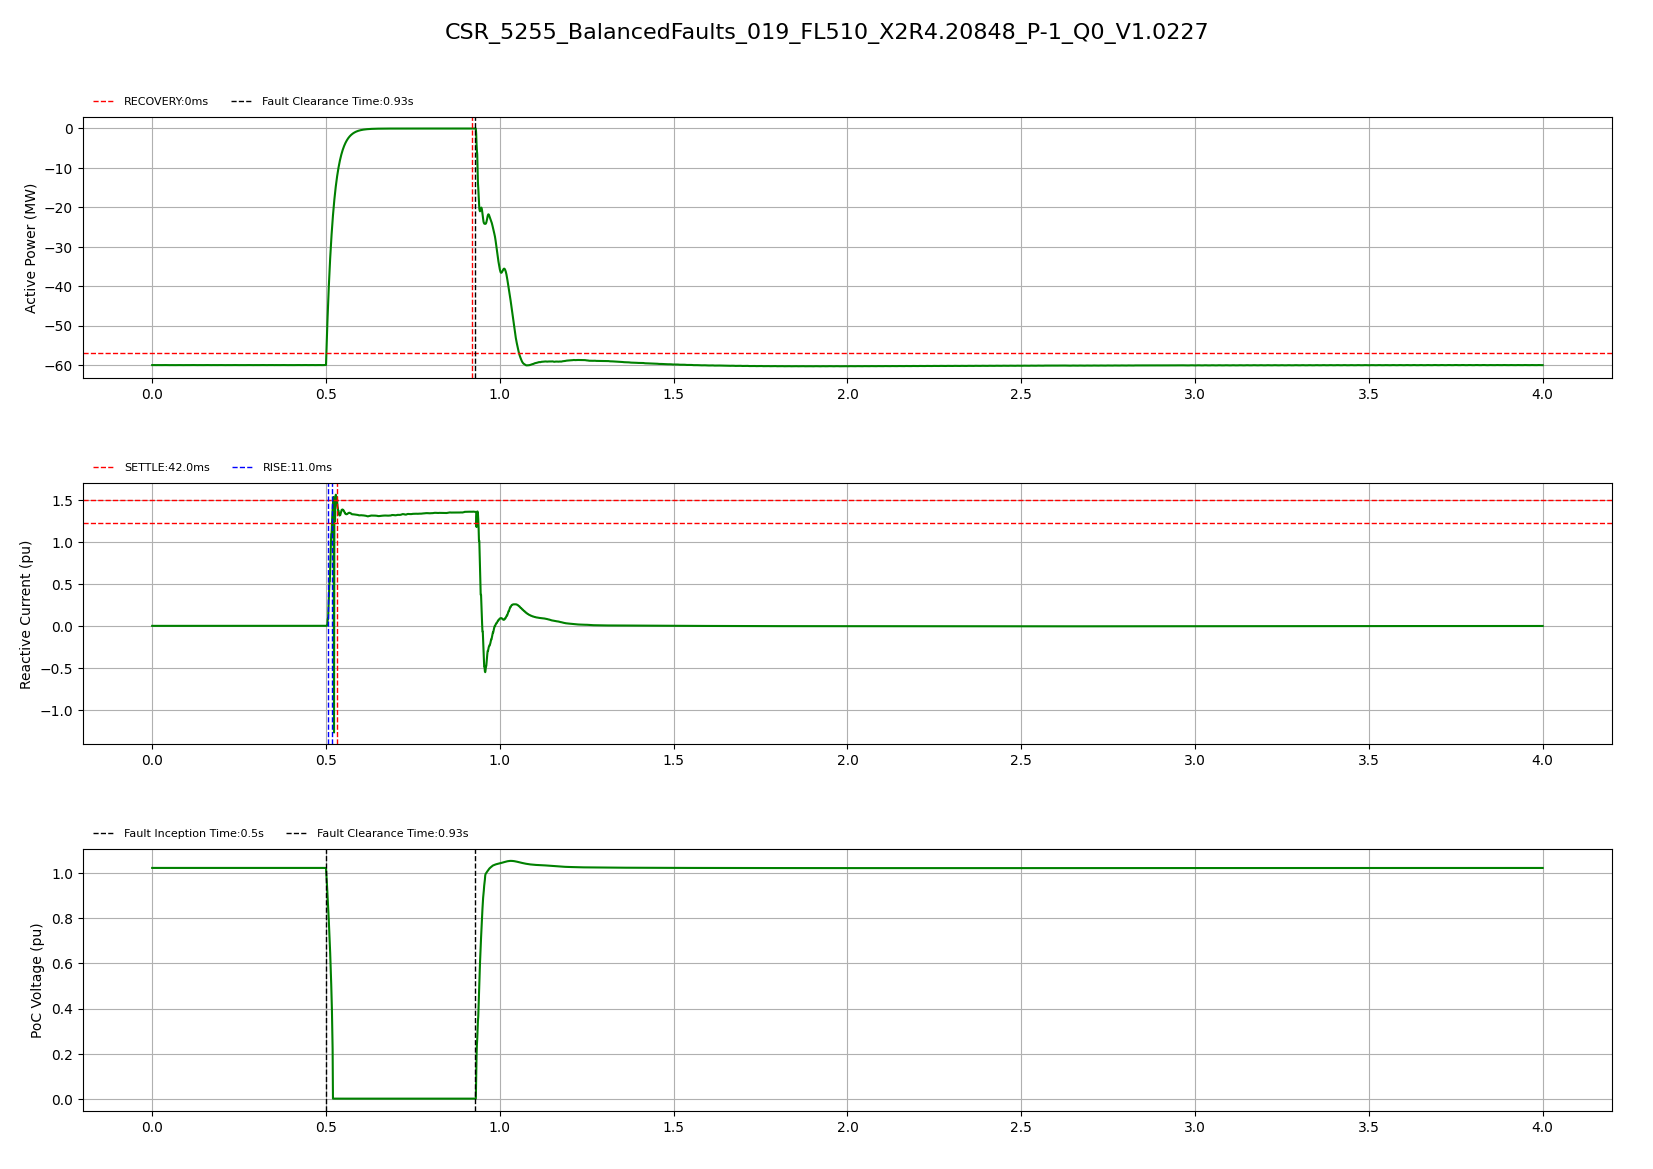 CSR_5255_BalancedFaults_019_FL510_X2R4.20848_P-1_Q0_V1.0227
RECOVERY:0ms Fault Clearance Time:0.93s
Active Power (MW)
0
−10
−20
−30
−40
−50
−60
0.0 0.5 1.0 1.5 2.0 2.5 3.0 3.5 4.0
SETTLE:42.0ms RISE:11.0ms
Reactive Current (pu)
1.5
1.0
0.5
0.0
−0.5
−1.0
0.0 0.5 1.0 1.5 2.0 2.5 3.0 3.5 4.0
Fault Inception Time:0.5s Fault Clearance Time:0.93s
PoC Voltage (pu)
1.0
0.8
0.6
0.4
0.2
0.0
0.0 0.5 1.0 1.5 2.0 2.5 3.0 3.5 4.0